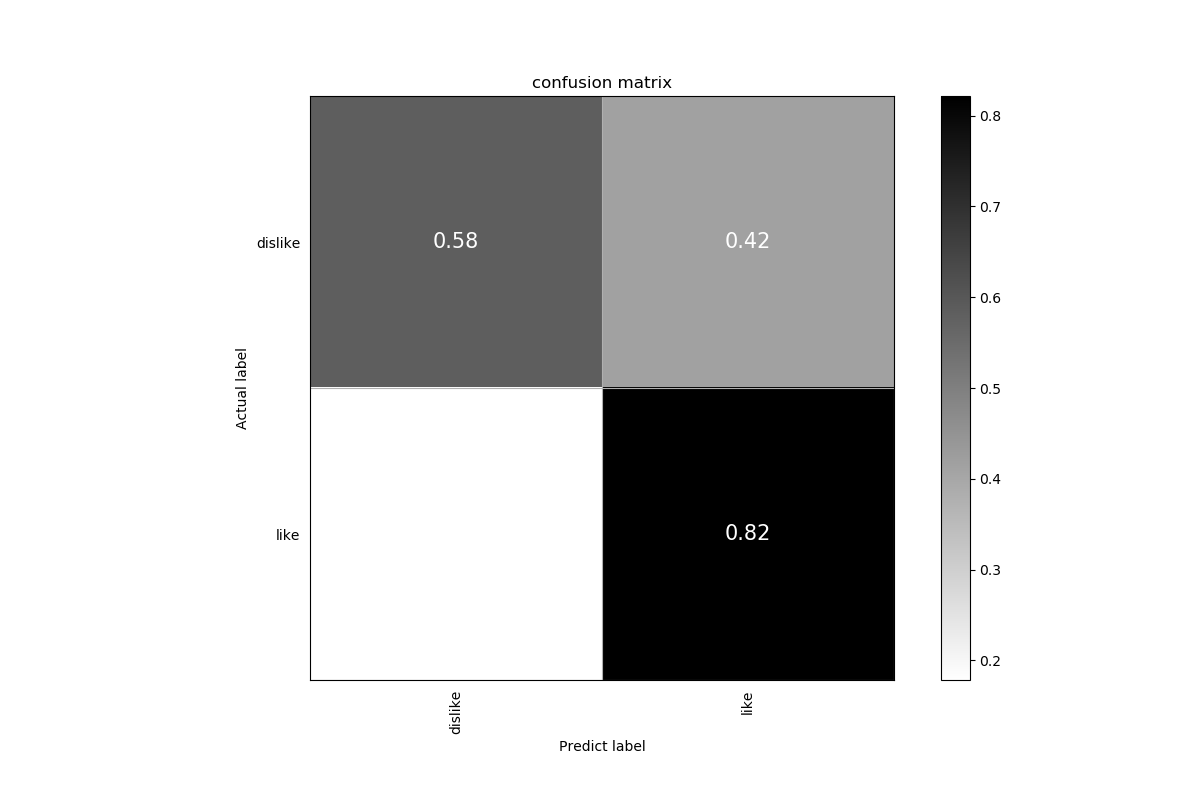 confusion matrix
dislike
0.58
0.42
like
0.82
Actual label
dislike
like
Predict label
0.8
0.7
0.6
0.5
0.4
0.3
0.2